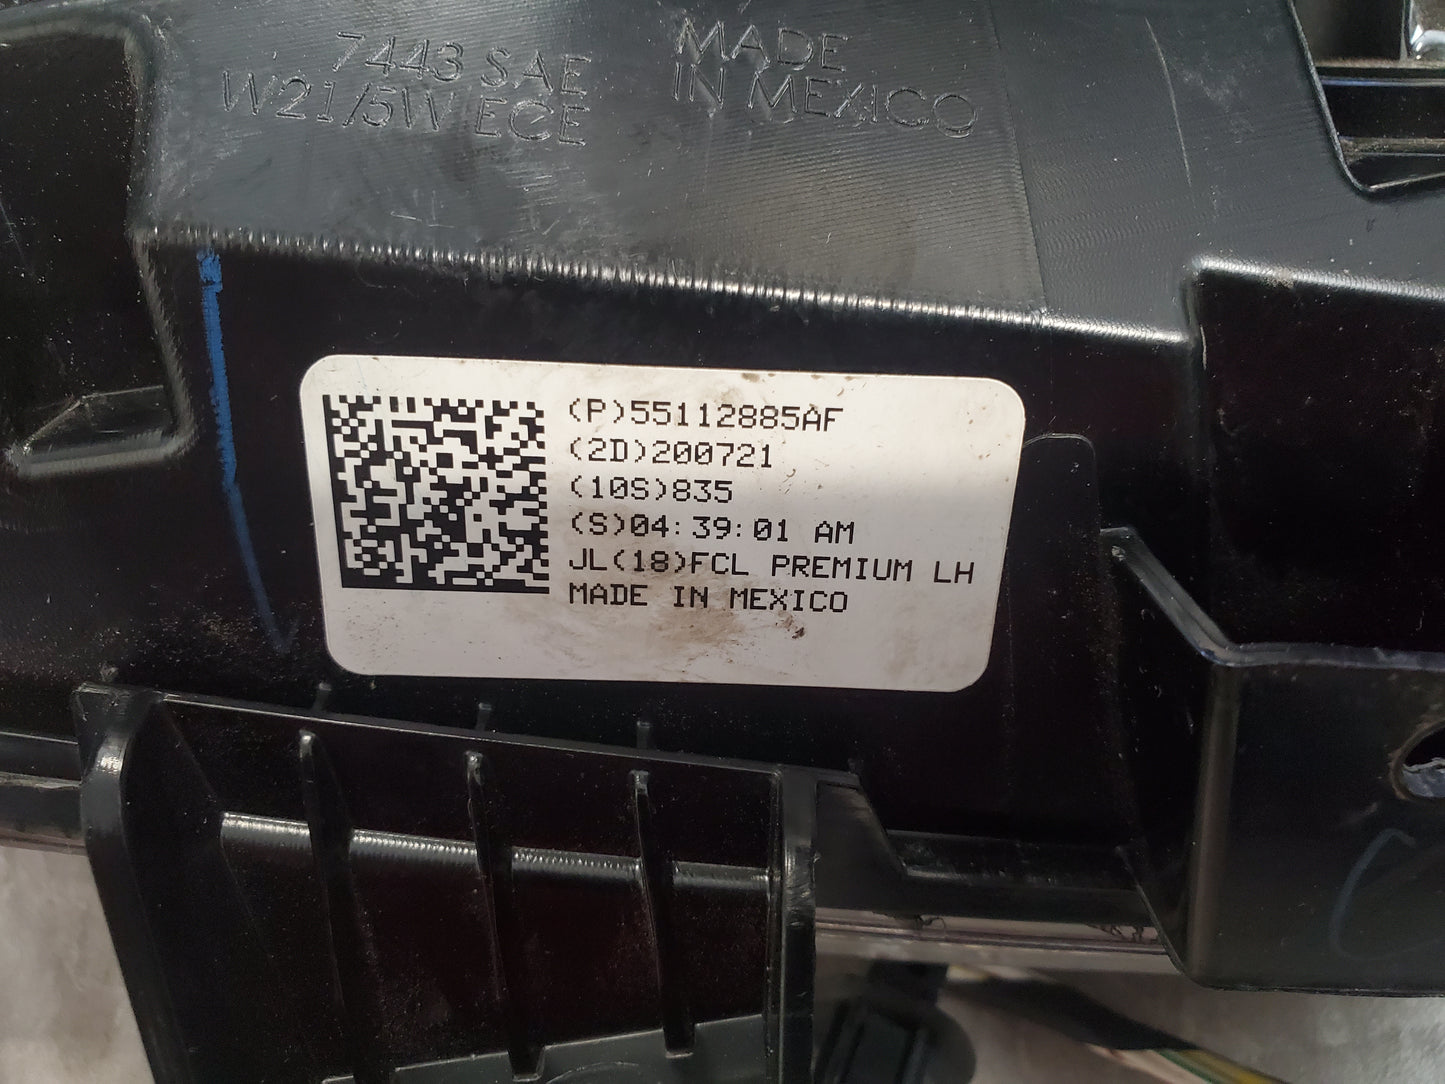 7443 SAE
W21/5W ECE
MADE
IN MEXICO
(P)55112885AF
(2D)200721
(10S)835
(S)04:39:01 AM
JL(18)FCL PREMIUM LH
MADE IN MEXICO